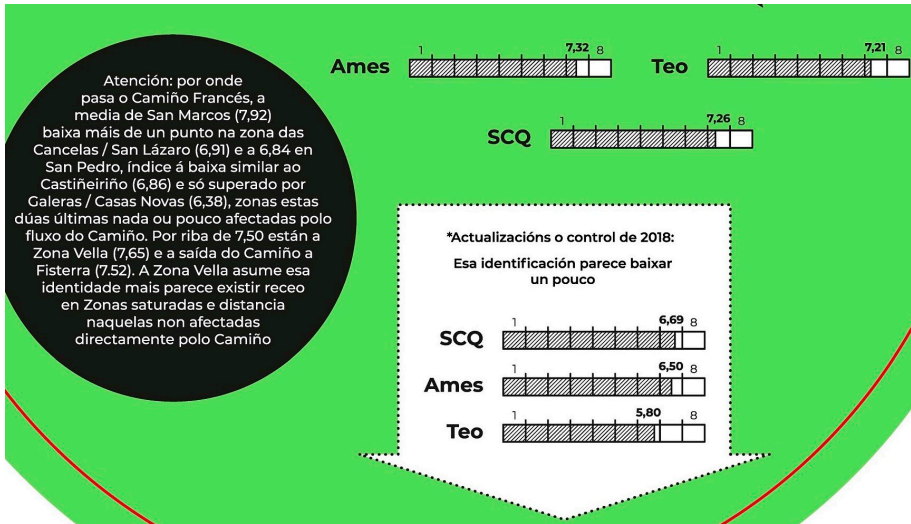 Atención: por onde
pasa o Camiño Francés, a
media de San Marcos (7,92)
baixa máis de un punto na zona das
Cancelas / San Lázaro (6,91) e a 6,84 en
San Pedro, índice á baixa similar ao
Castiñeiriño (6,86) e só superado por
Galeras / Casas Novas (6,38), zonas estas
dúas últimas nada ou pouco afectadas polo
fluxo do Camiño. Por riba de 7,50 están a
Zona Vella (7,65) e a saída do Camiño a
Fisterra (7.52). A Zona Vella asume esa
identidade mais parece existir receo
en Zonas saturadas e distancia
naquelas non afectadas
directamente polo Camiño
Ames 1 7,32 8
Teo 1 7,21 8
SCQ 1 7,26 8
*Actualizacións o control de 2018:
Esa identificación parece baixar
un pouco
SCQ 1 6,69 8
Ames 1 6,50 8
Teo 1 5,80 8